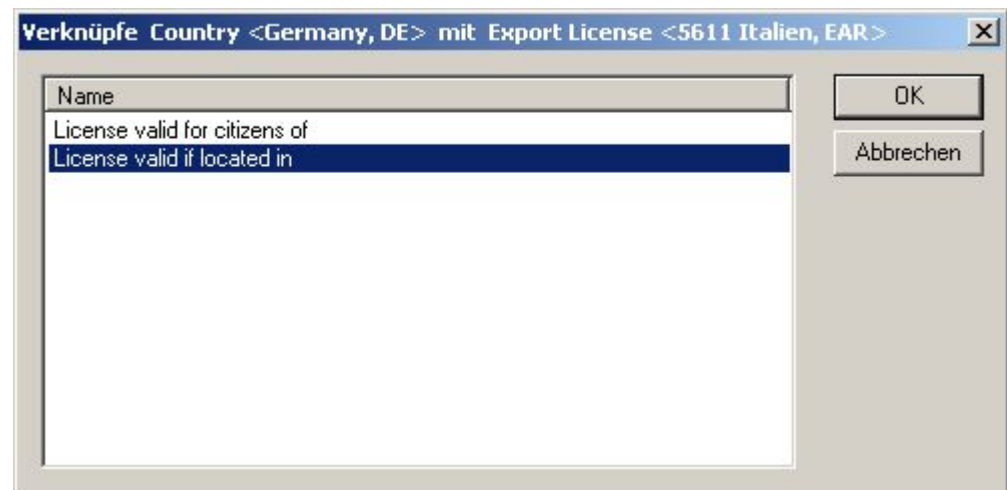 Verknüpfe Country <Germany, DE> mit Export License <5611 Italien, EAR>
Name
License valid for citizens of
License valid if located in
OK
Abbrechen